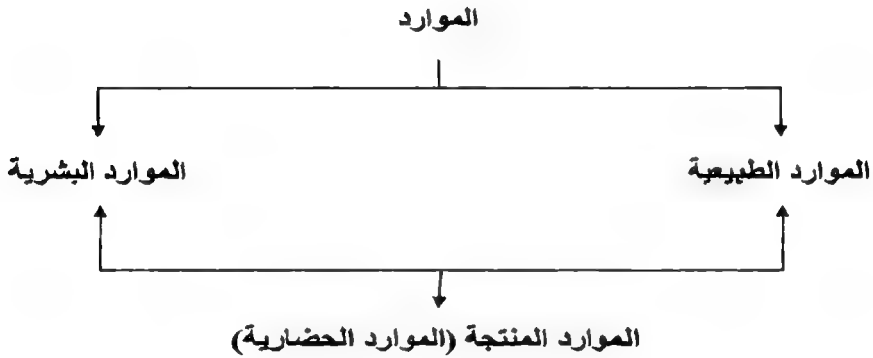 الموارد
الموارد الطبيعية
الموارد البشرية
الموارد المنتجة (الموارد الحضارية)